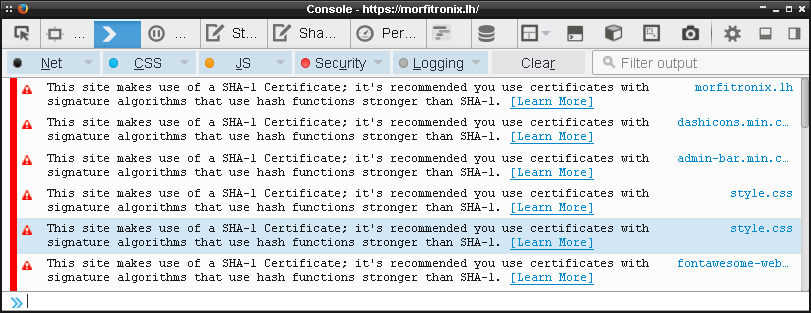 Console - https://morfitronix.lh/
... St... Sha... Per...
Net CSS JS Security Logging Clear Filter output
This site makes use of a SHA-1 Certificate; it's recommended you use certificates with morfitronix.lh
signature algorithms that use hash functions stronger than SHA-1. [Learn More]
This site makes use of a SHA-1 Certificate; it's recommended you use certificates with dashicons.min.c…
signature algorithms that use hash functions stronger than SHA-1. [Learn More]
This site makes use of a SHA-1 Certificate; it's recommended you use certificates with admin-bar.min.c…
signature algorithms that use hash functions stronger than SHA-1. [Learn More]
This site makes use of a SHA-1 Certificate; it's recommended you use certificates with style.css
signature algorithms that use hash functions stronger than SHA-1. [Learn More]
This site makes use of a SHA-1 Certificate; it's recommended you use certificates with style.css
signature algorithms that use hash functions stronger than SHA-1. [Learn More]
This site makes use of a SHA-1 Certificate; it's recommended you use certificates with fontawesome-web…
signature algorithms that use hash functions stronger than SHA-1. [Learn More]